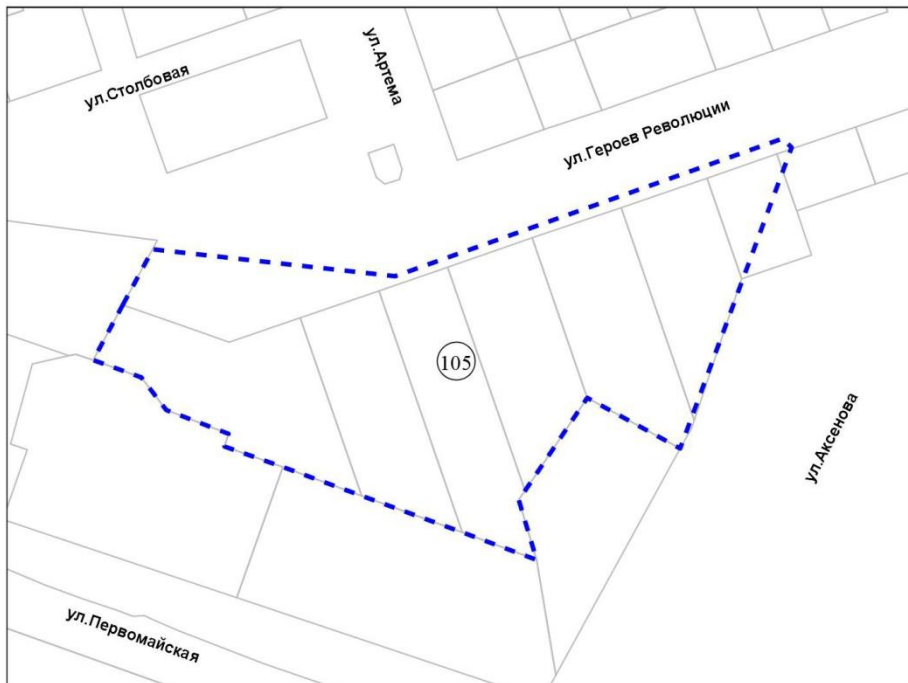 ул.Столбовая
ул.Артема
ул.Героев Революции
105
ул.Аксенова
ул.Первомайская